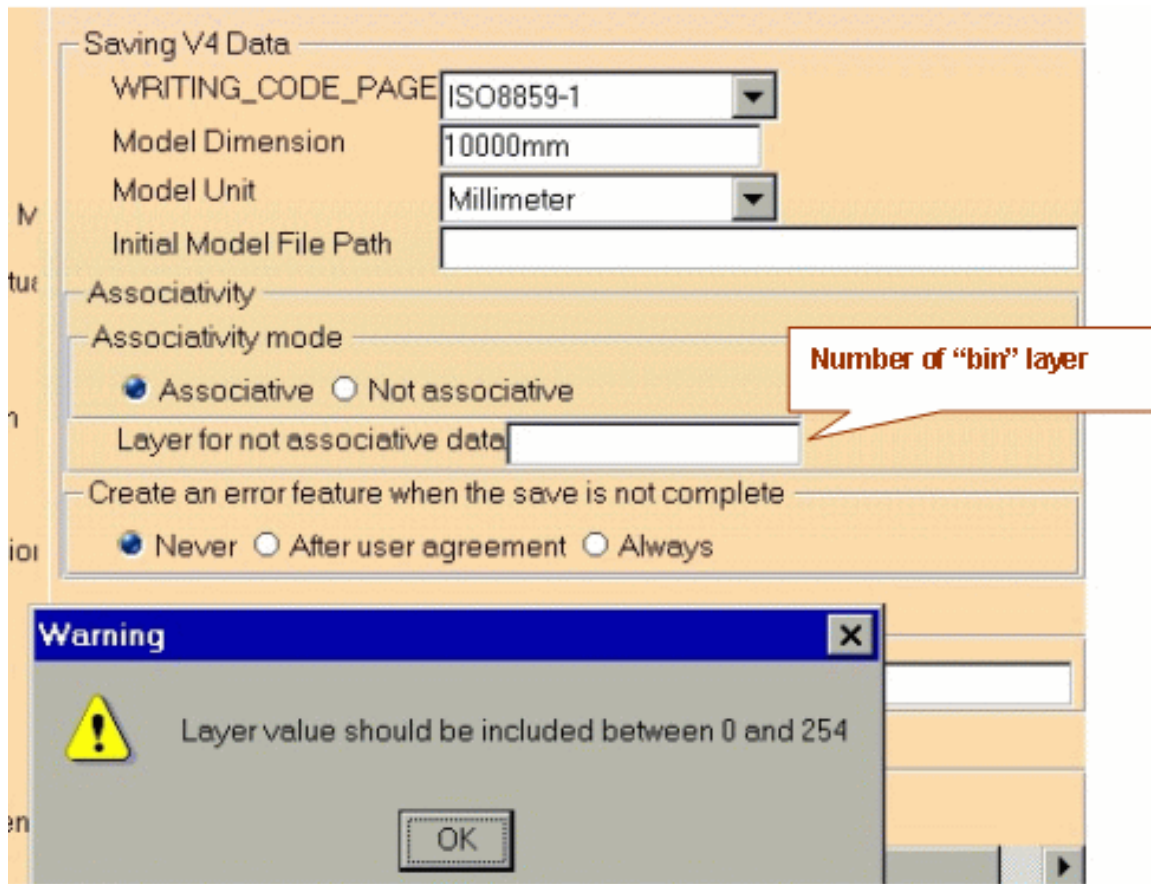 Saving V4 Data
WRITING_CODE_PAGE ISO8859-1
Model Dimension 10000mm
Model Unit Millimeter
Initial Model File Path
Associativity
Associativity mode
Number of “bin” layer
Associative Not associative
Layer for not associative data
Create an error feature when the save is not complete
Never After user agreement Always
Warning
Layer value should be included between 0 and 254
OK